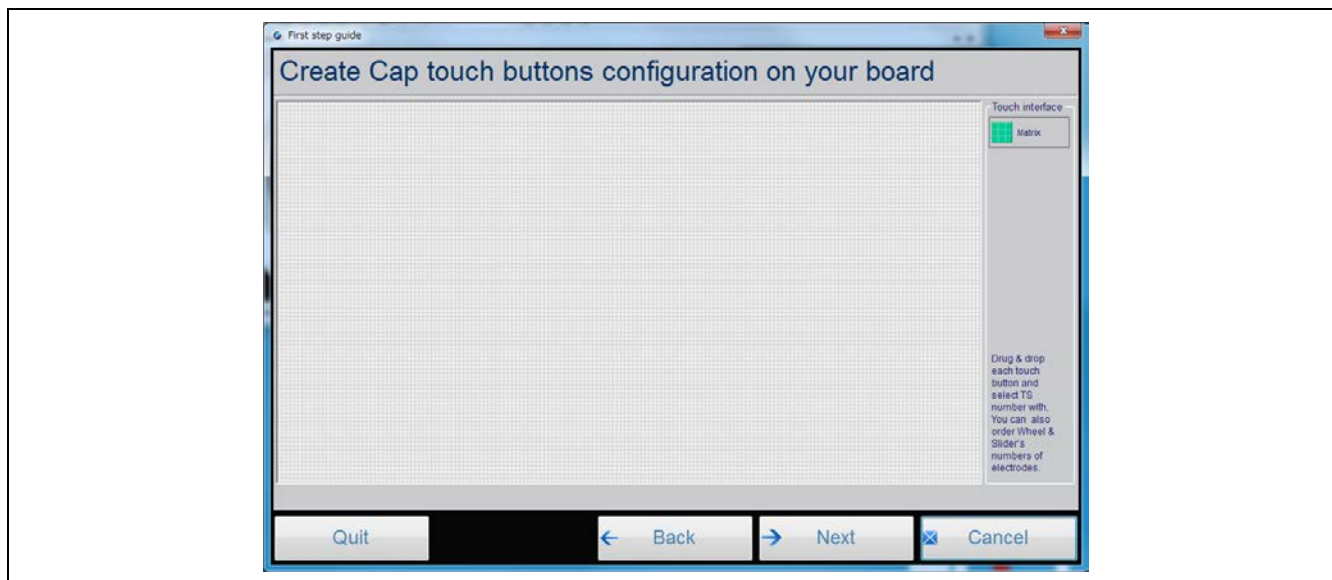 First step guide
Create Cap touch buttons configuration on your board
Touch interface
Matrix
Drug & drop
each touch
button and
select TS
number with.
You can also
order Wheel &
Slider's
numbers of
electrodes.
Quit
Back
Next
Cancel